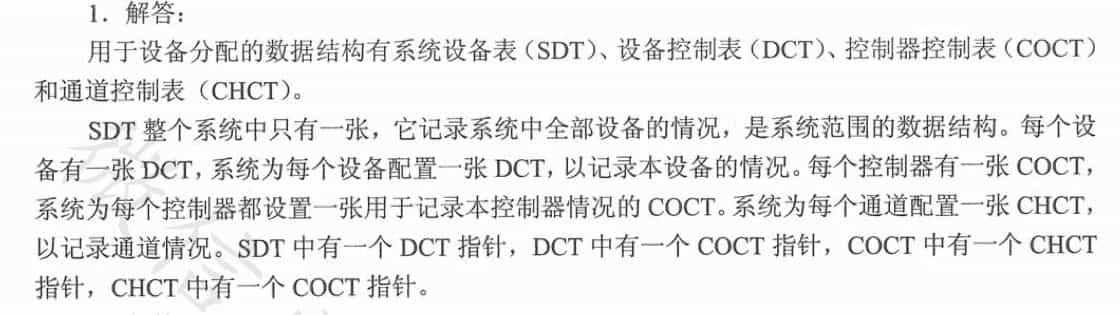 1．解答：
用于设备分配的数据结构有系统设备表（SDT）、设备控制表（DCT）、控制器控制表（COCT）
和通道控制表（CHCT）。
SDT 整个系统中只有一张，它记录系统中全部设备的情况，是系统范围的数据结构。每个设
备有一张 DCT，系统为每个设备配置一张 DCT，以记录本设备的情况。每个控制器有一张 COCT，
系统为每个控制器都设置一张用于记录本控制器情况的 COCT。系统为每个通道配置一张 CHCT，
以记录通道情况。SDT 中有一个 DCT 指针，DCT 中有一个 COCT 指针，COCT 中有一个 CHCT
指针，CHCT 中有一个 COCT 指针。